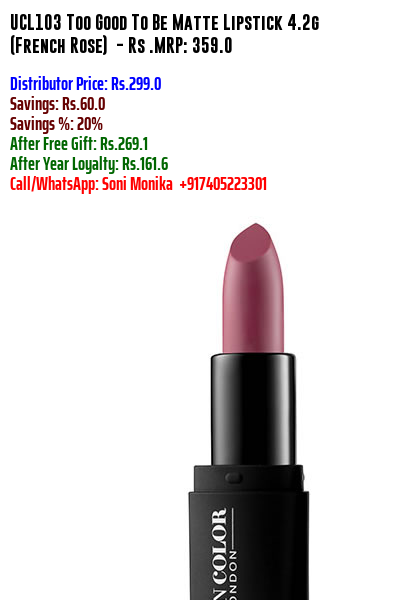 UCL103 Too Good To Be Matte Lipstick 4.2g
(French Rose)  - Rs .MRP: 359.0
Distributor Price: Rs.299.0
Savings: Rs.60.0
Savings %: 20%
After Free Gift: Rs.269.1
After Year Loyalty: Rs.161.6
Call/WhatsApp: Soni Monika  +917405223301
N COLOR
ONDON